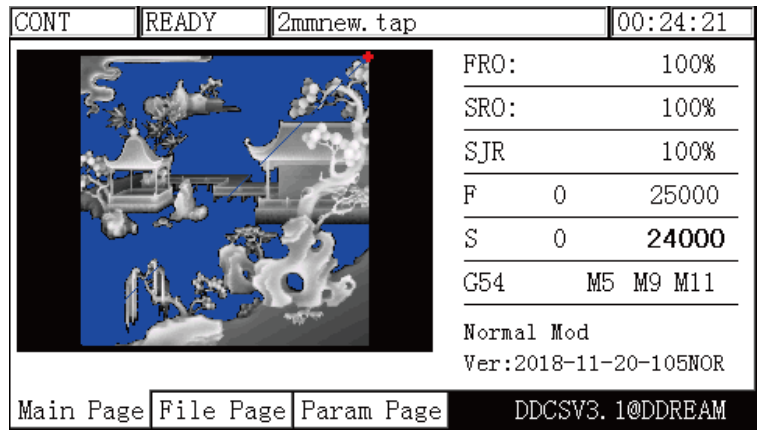 CONT READY 2mmnew.tap 00:24:21
FRO: 100%
SRO: 100%
SJR 100%
F 0 25000
S 0 24000
G54 M5 M9 M11
Normal Mod
Ver:2018-11-20-105NOR
Main Page File Page Param Page DDCSV3.1@DDREAM